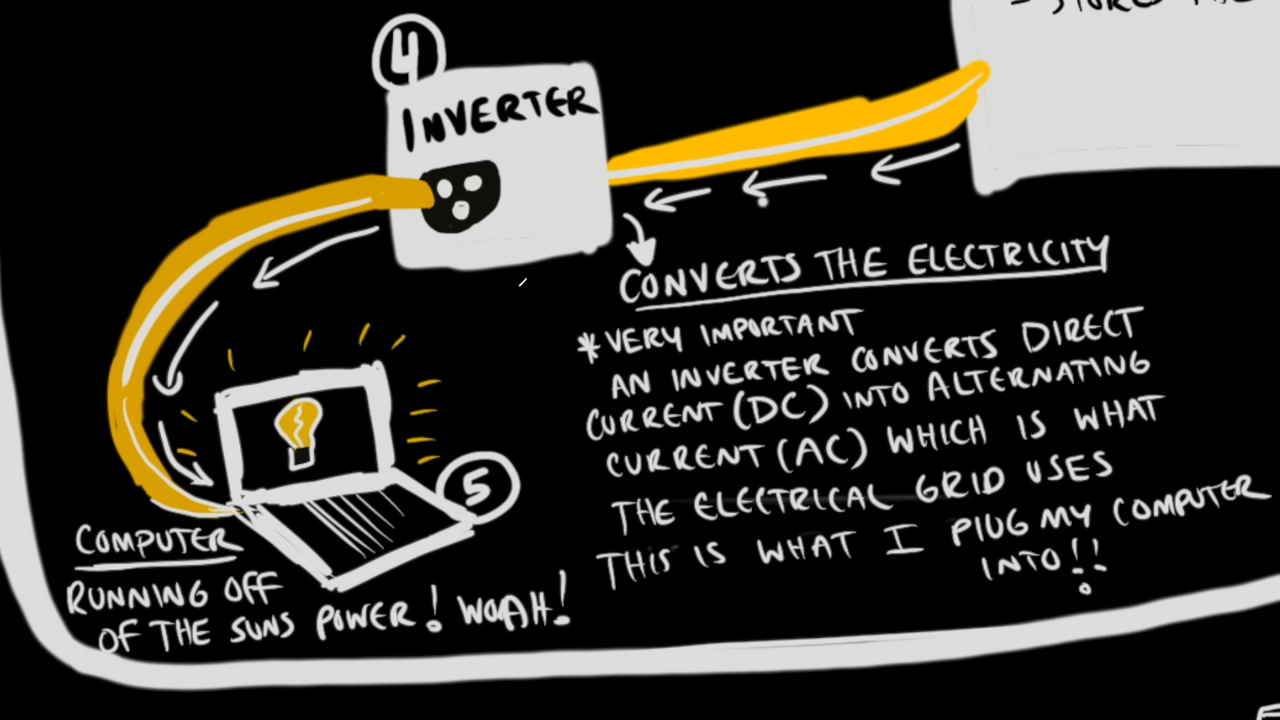 4
INVERTER
CONVERTS THE ELECTRICITY
*VERY IMPORTANT
AN INVERTER CONVERTS DIRECT
CURRENT (DC) INTO ALTERNATING
CURRENT (AC) WHICH IS WHAT
THE ELECTRICAL GRID USES
THIS IS WHAT I PlUG MY COMPUTER
INTO!!
5
COMPUTER
RUNNING OFF
OF THE SUNS POWER! WOAH!